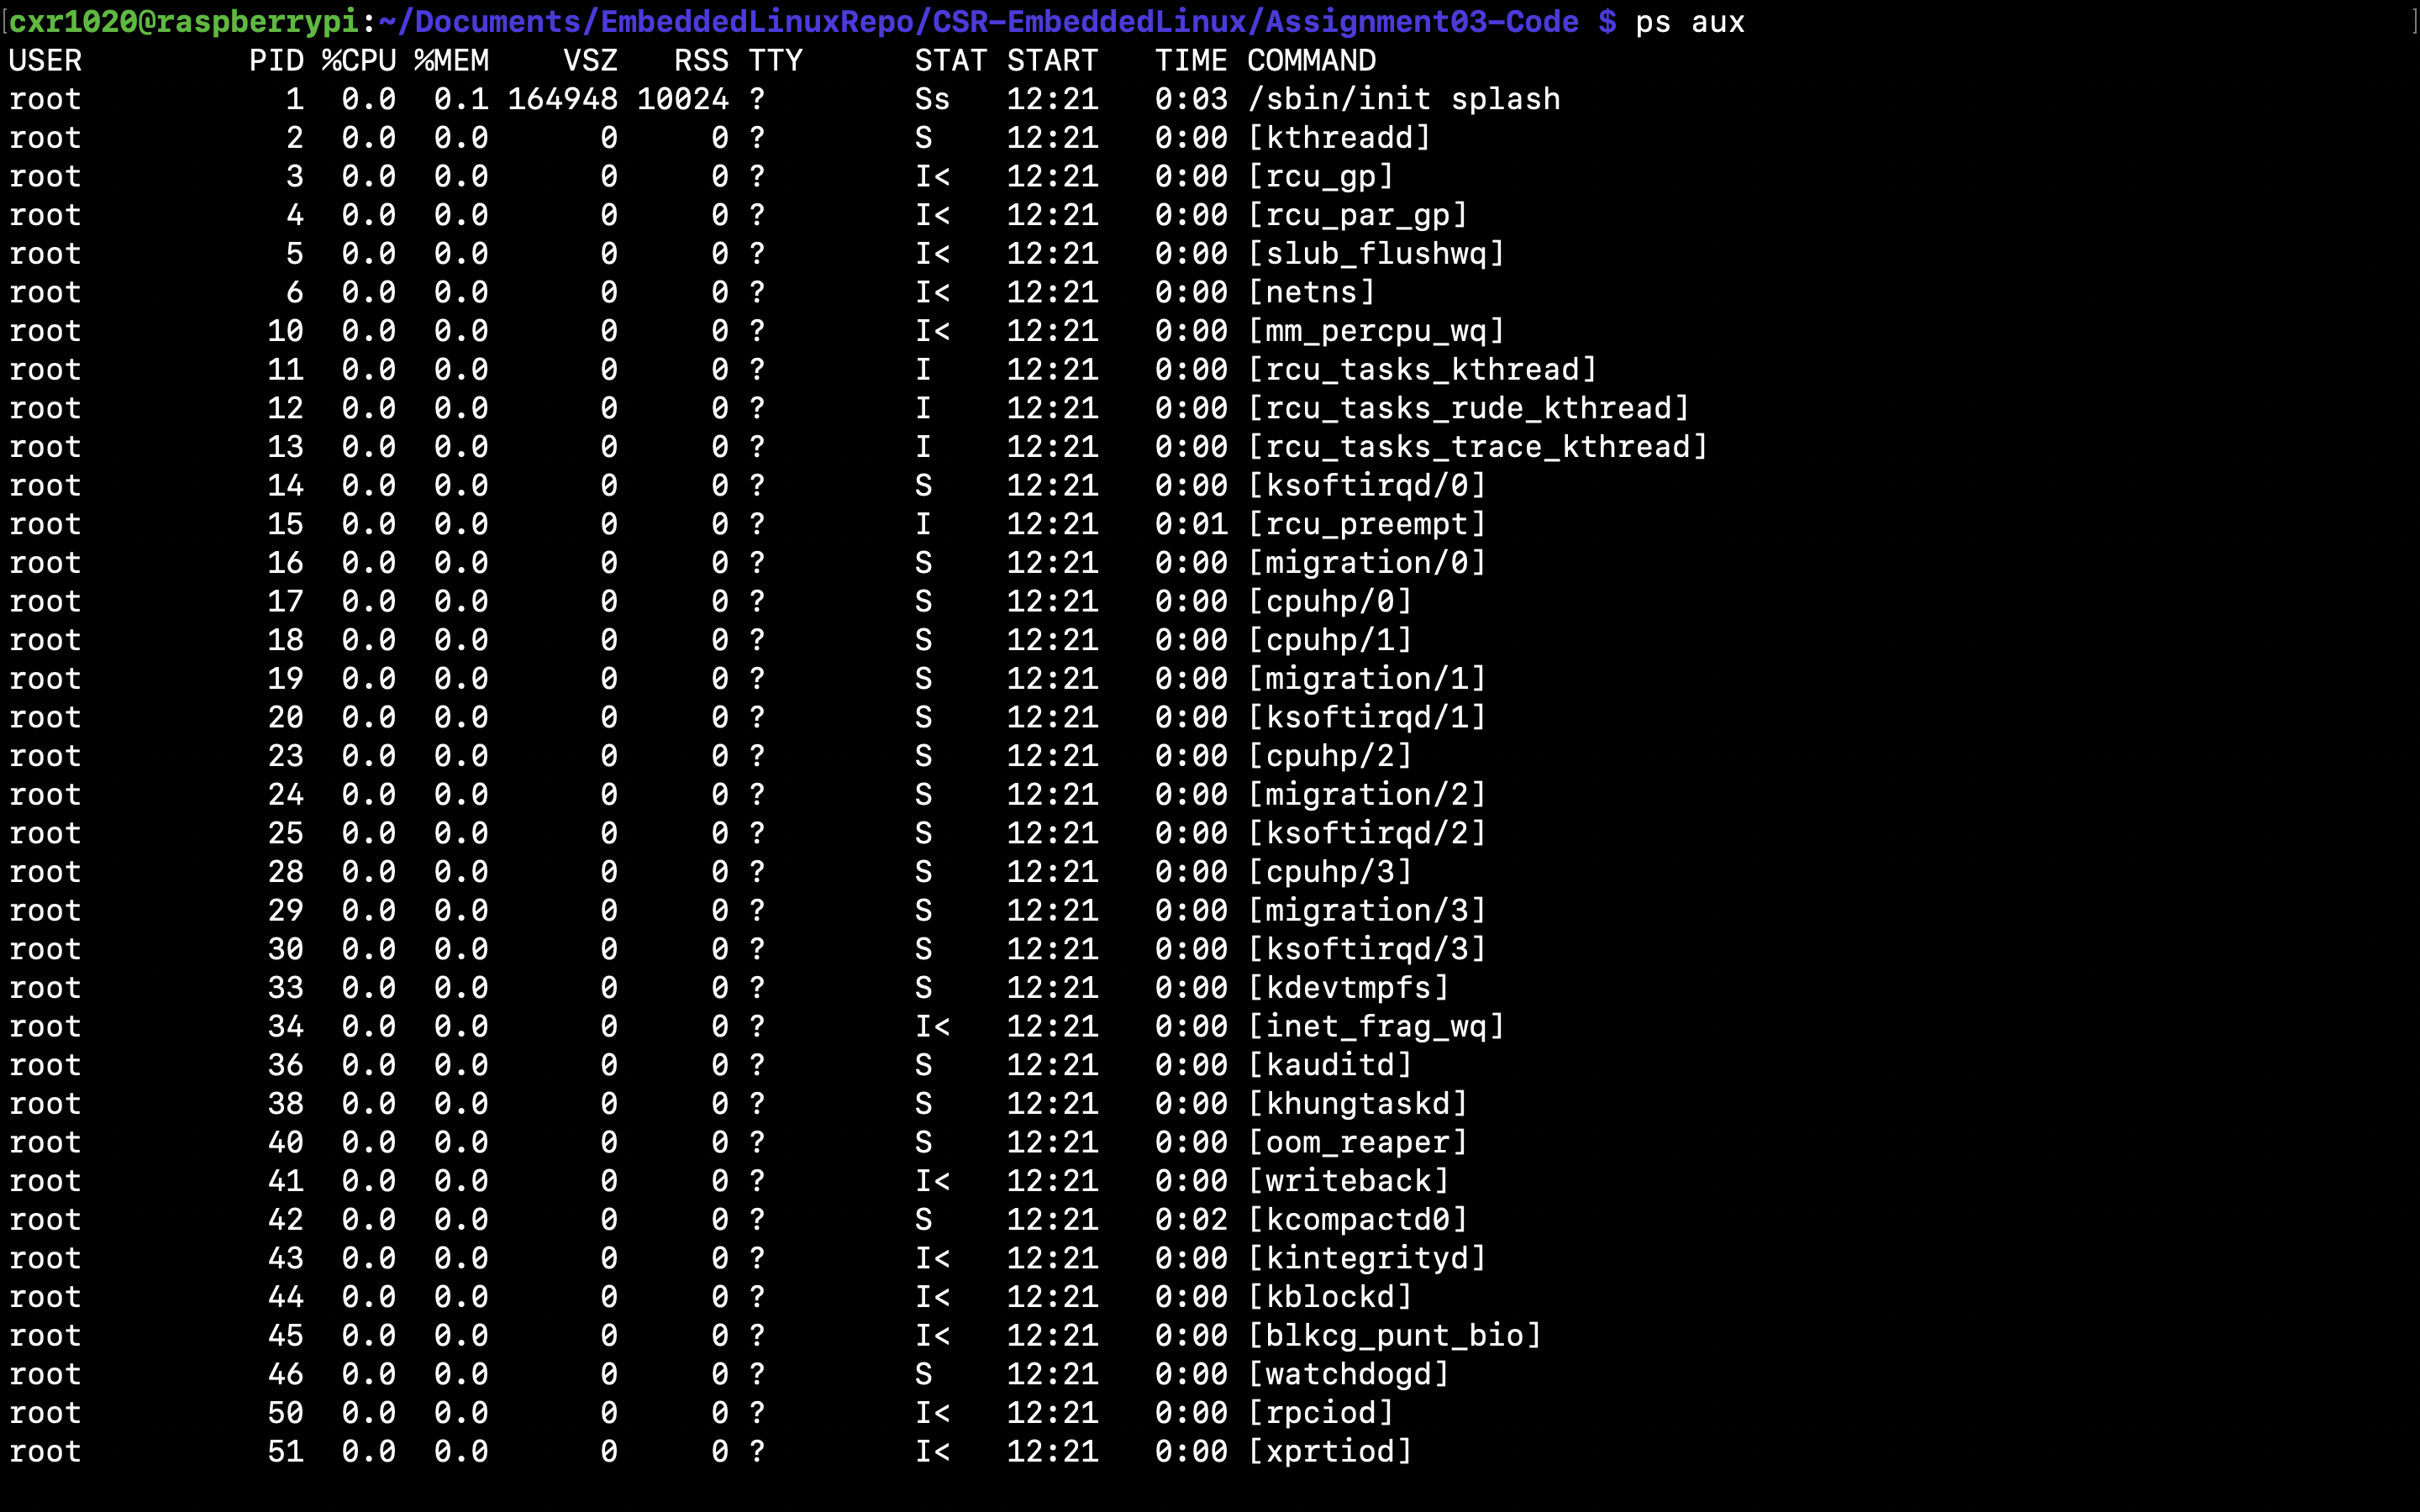 [cxr1020@raspberrypi:~/Documents/EmbeddedLinuxRepo/CSR-EmbeddedLinux/Assignment03-Code $ ps aux ]
USER         PID %CPU %MEM    VSZ   RSS TTY      STAT START   TIME COMMAND
root           1  0.0  0.1 164948 10024 ?        Ss   12:21   0:03 /sbin/init splash
root           2  0.0  0.0      0     0 ?        S    12:21   0:00 [kthreadd]
root           3  0.0  0.0      0     0 ?        I<   12:21   0:00 [rcu_gp]
root           4  0.0  0.0      0     0 ?        I<   12:21   0:00 [rcu_par_gp]
root           5  0.0  0.0      0     0 ?        I<   12:21   0:00 [slub_flushwq]
root           6  0.0  0.0      0     0 ?        I<   12:21   0:00 [netns]
root          10  0.0  0.0      0     0 ?        I<   12:21   0:00 [mm_percpu_wq]
root          11  0.0  0.0      0     0 ?        I    12:21   0:00 [rcu_tasks_kthread]
root          12  0.0  0.0      0     0 ?        I    12:21   0:00 [rcu_tasks_rude_kthread]
root          13  0.0  0.0      0     0 ?        I    12:21   0:00 [rcu_tasks_trace_kthread]
root          14  0.0  0.0      0     0 ?        S    12:21   0:00 [ksoftirqd/0]
root          15  0.0  0.0      0     0 ?        I    12:21   0:01 [rcu_preempt]
root          16  0.0  0.0      0     0 ?        S    12:21   0:00 [migration/0]
root          17  0.0  0.0      0     0 ?        S    12:21   0:00 [cpuhp/0]
root          18  0.0  0.0      0     0 ?        S    12:21   0:00 [cpuhp/1]
root          19  0.0  0.0      0     0 ?        S    12:21   0:00 [migration/1]
root          20  0.0  0.0      0     0 ?        S    12:21   0:00 [ksoftirqd/1]
root          23  0.0  0.0      0     0 ?        S    12:21   0:00 [cpuhp/2]
root          24  0.0  0.0      0     0 ?        S    12:21   0:00 [migration/2]
root          25  0.0  0.0      0     0 ?        S    12:21   0:00 [ksoftirqd/2]
root          28  0.0  0.0      0     0 ?        S    12:21   0:00 [cpuhp/3]
root          29  0.0  0.0      0     0 ?        S    12:21   0:00 [migration/3]
root          30  0.0  0.0      0     0 ?        S    12:21   0:00 [ksoftirqd/3]
root          33  0.0  0.0      0     0 ?        S    12:21   0:00 [kdevtmpfs]
root          34  0.0  0.0      0     0 ?        I<   12:21   0:00 [inet_frag_wq]
root          36  0.0  0.0      0     0 ?        S    12:21   0:00 [kauditd]
root          38  0.0  0.0      0     0 ?        S    12:21   0:00 [khungtaskd]
root          40  0.0  0.0      0     0 ?        S    12:21   0:00 [oom_reaper]
root          41  0.0  0.0      0     0 ?        I<   12:21   0:00 [writeback]
root          42  0.0  0.0      0     0 ?        S    12:21   0:02 [kcompactd0]
root          43  0.0  0.0      0     0 ?        I<   12:21   0:00 [kintegrityd]
root          44  0.0  0.0      0     0 ?        I<   12:21   0:00 [kblockd]
root          45  0.0  0.0      0     0 ?        I<   12:21   0:00 [blkcg_punt_bio]
root          46  0.0  0.0      0     0 ?        S    12:21   0:00 [watchdogd]
root          50  0.0  0.0      0     0 ?        I<   12:21   0:00 [rpciod]
root          51  0.0  0.0      0     0 ?        I<   12:21   0:00 [xprtiod]